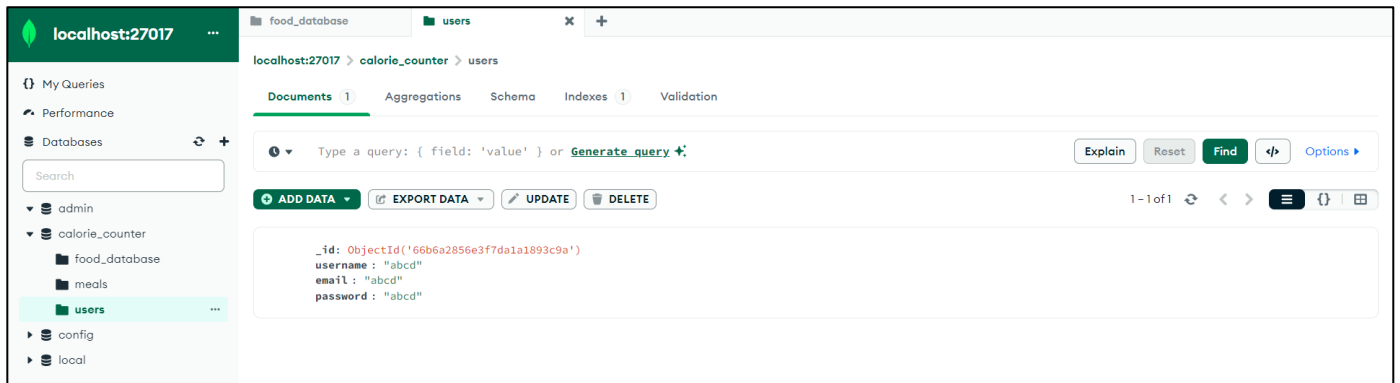 localhost:27017 ...
food_database
users
localhost:27017 > calorie_counter > users
{} My Queries
Performance
Databases
Search
admin
calorie_counter
food_database
meals
users ...
config
local
Documents 1 Aggregations Schema Indexes 1 Validation
Type a query: { field: 'value' } or Generate query
Explain Reset Find </> Options
ADD DATA EXPORT DATA UPDATE DELETE
1 – 1 of 1 {}
_id: ObjectId('66b6a2856e3f7da1a1893c9a')
username : "abcd"
email : "abcd"
password : "abcd"